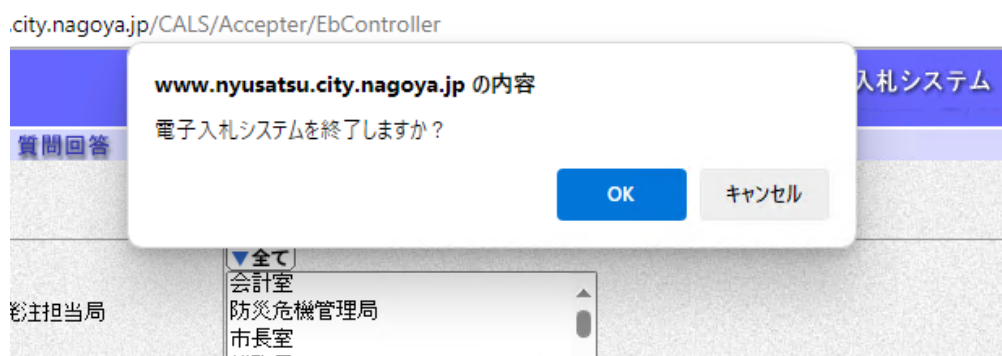 .city.nagoya.jp/CALS/Accepter/EbController
www.nyusatsu.city.nagoya.jp の内容
入札システム
電子入札システムを終了しますか？
質問回答
OK
キャンセル
▼全て
会計室
防災危機管理局
発注担当局
市長室